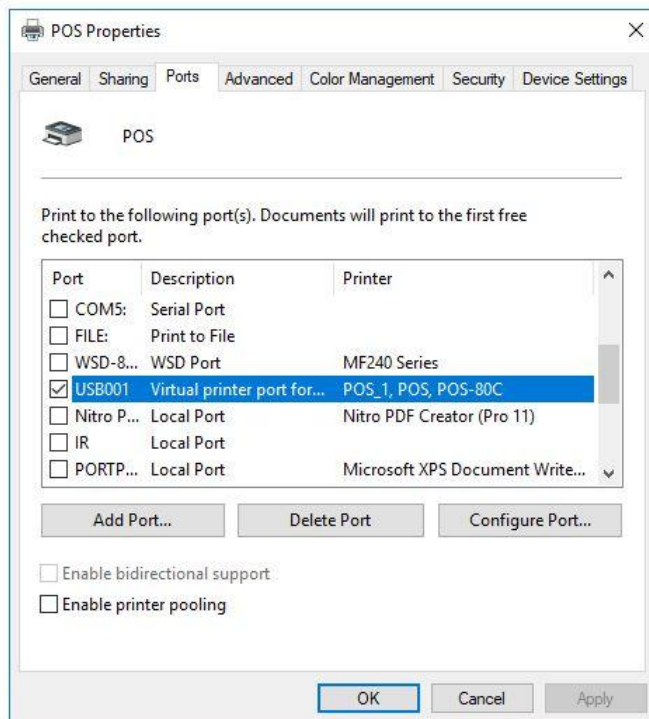 POS Properties
General Sharing Ports Advanced Color Management Security Device Settings
POS
Print to the following port(s). Documents will print to the first free
checked port.
Port Description Printer
COM5: Serial Port
FILE: Print to File
WSD-8... WSD Port MF240 Series
USB001 Virtual printer port for... POS_1, POS, POS-80C
Nitro P... Local Port Nitro PDF Creator (Pro 11)
IR Local Port
PORTP... Local Port Microsoft XPS Document Write...
Add Port... Delete Port Configure Port...
Enable bidirectional support
Enable printer pooling
OK Cancel Apply